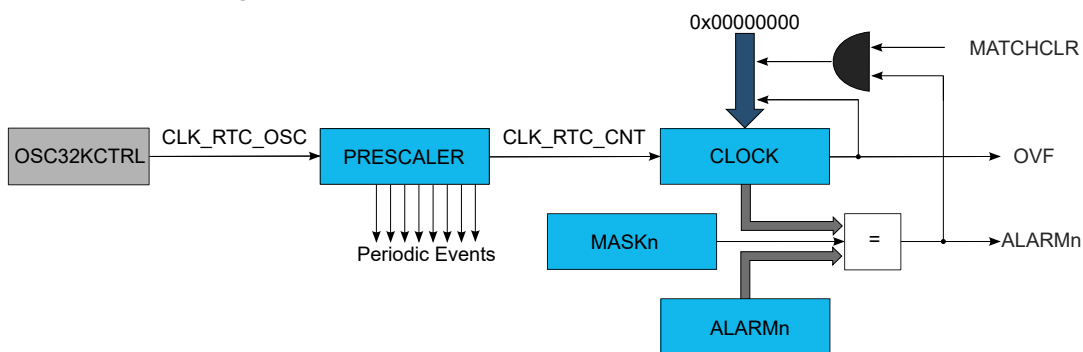 0x00000000
MATCHCLR
OSC32KCTRL
CLK_RTC_OSC
PRESCALER
CLK_RTC_CNT
CLOCK
OVF
Periodic Events
MASKn
=
ALARMn
ALARMn